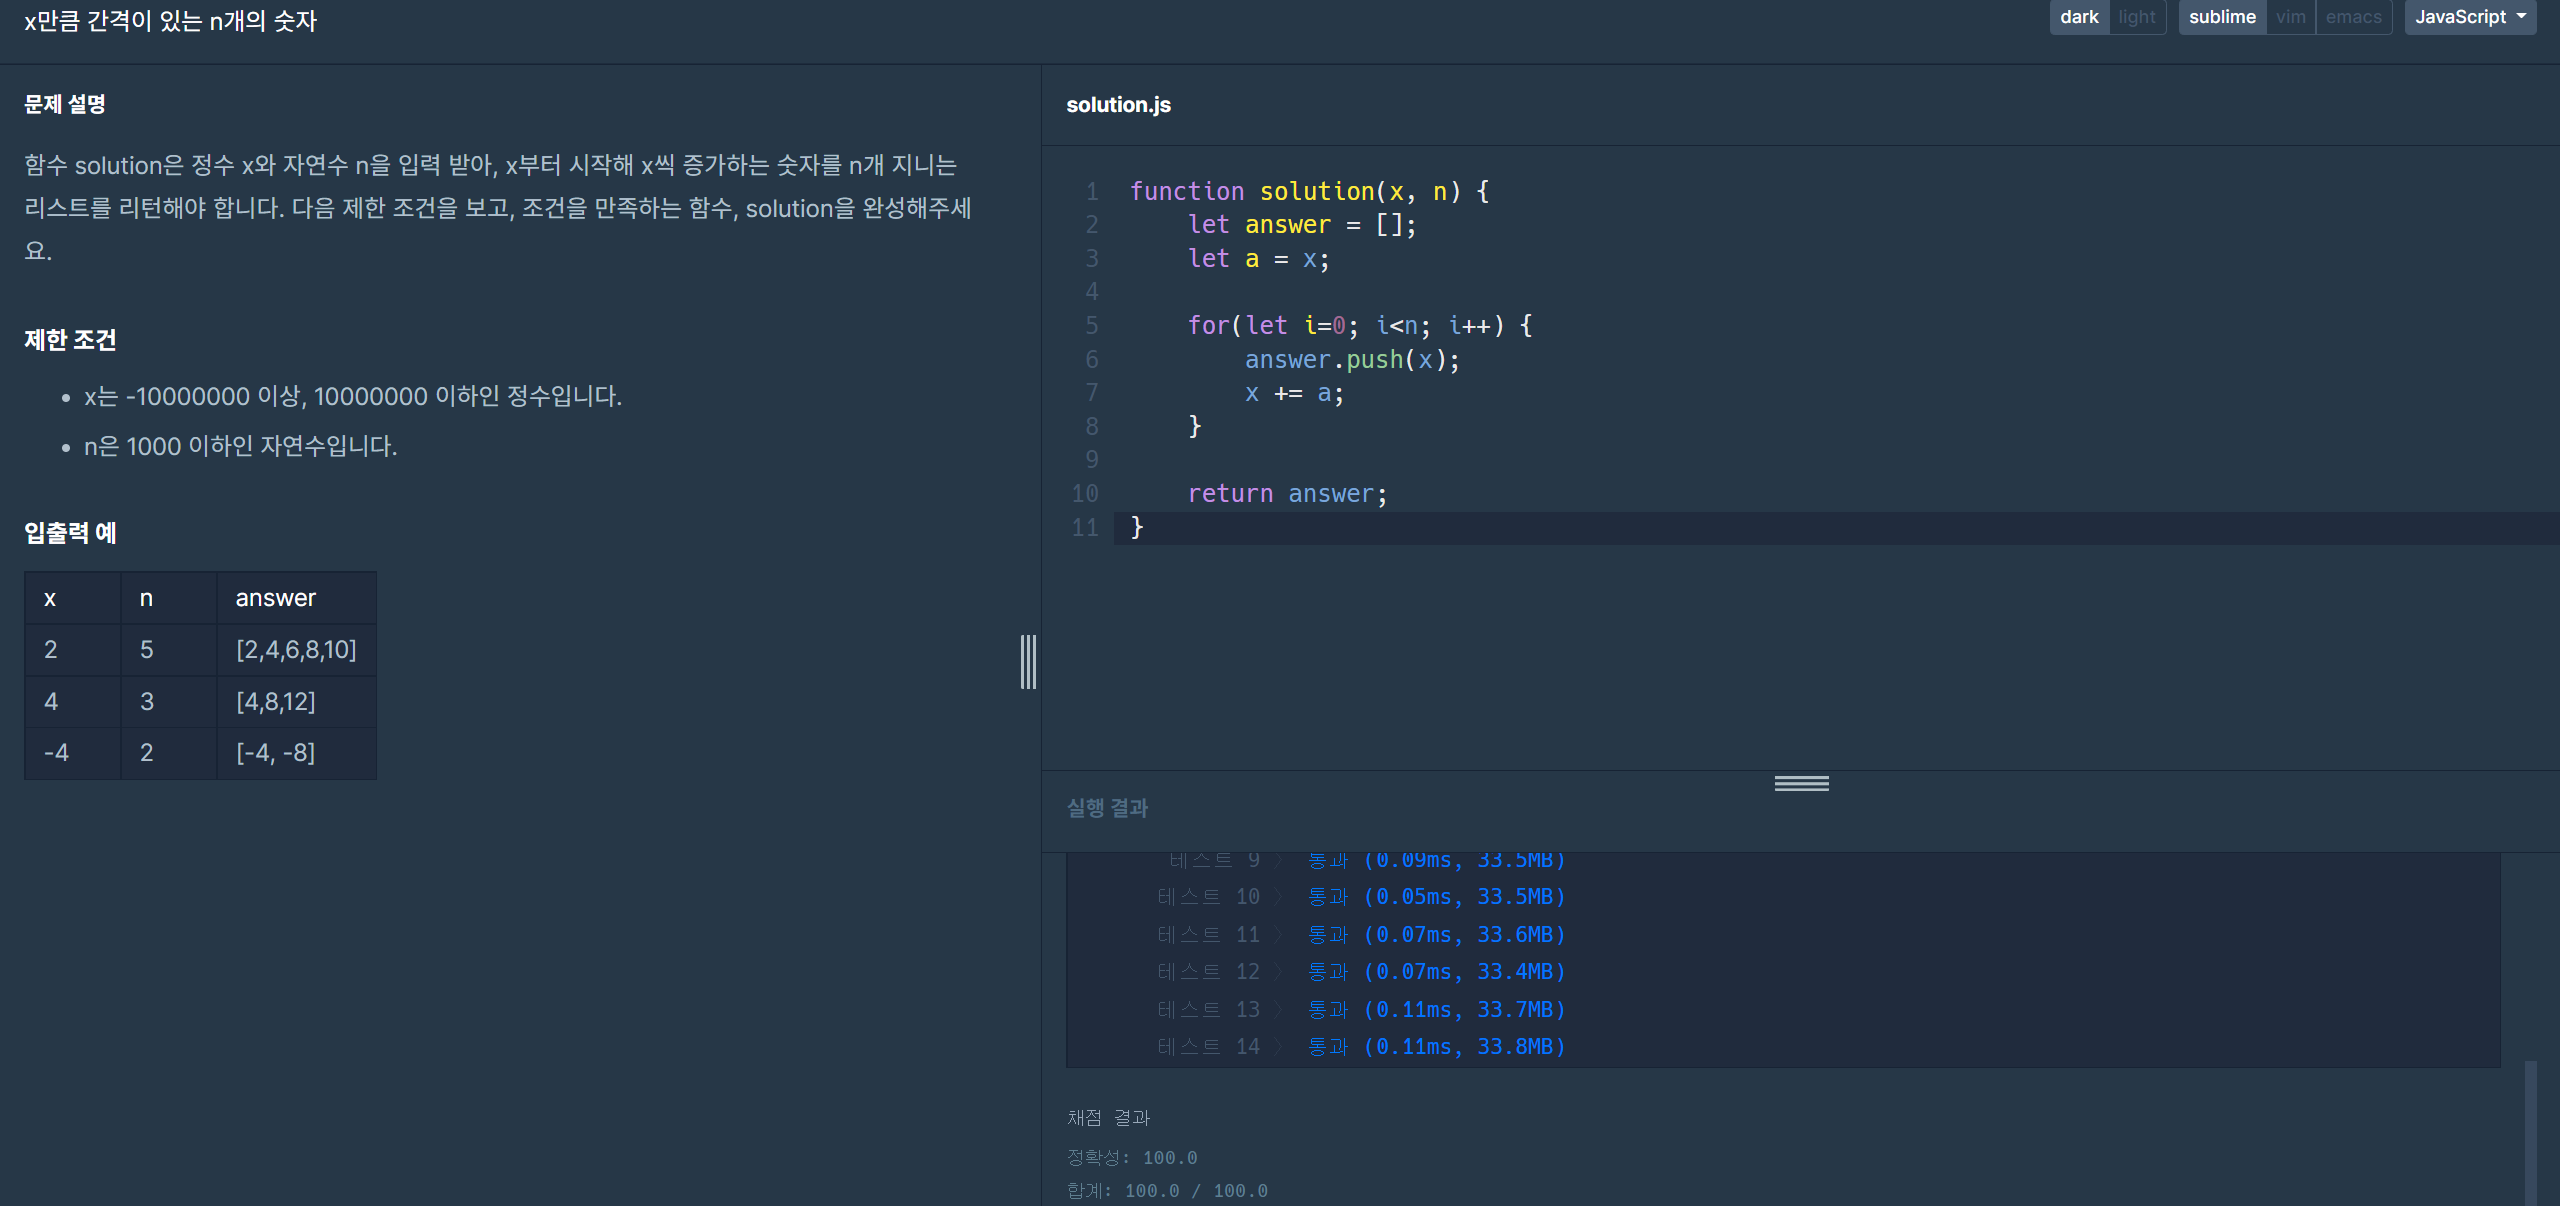 x만큼 간격이 있는 n개의 숫자
dark light sublime vim emacs JavaScript
문제 설명
함수 solution은 정수 x와 자연수 n을 입력 받아, x부터 시작해 x씩 증가하는 숫자를 n개 지니는
리스트를 리턴해야 합니다. 다음 제한 조건을 보고, 조건을 만족하는 함수, solution을 완성해주세
요.
제한 조건
• x는 -10000000 이상, 10000000 이하인 정수입니다.
• n은 1000 이하인 자연수입니다.
입출력 예
x n answer
2 5 [2,4,6,8,10]
4 3 [4,8,12]
-4 2 [-4, -8]
solution.js
1 function solution(x, n) {
2     let answer = [];
3     let a = x;
4
5     for(let i=0; i<n; i++) {
6         answer.push(x);
7         x += a;
8     }
9
10     return answer;
11 }
실행 결과
테스트 9 〉 통과 (0.09ms, 33.5MB)
테스트 10 〉 통과 (0.05ms, 33.5MB)
테스트 11 〉 통과 (0.07ms, 33.6MB)
테스트 12 〉 통과 (0.07ms, 33.4MB)
테스트 13 〉 통과 (0.11ms, 33.7MB)
테스트 14 〉 통과 (0.11ms, 33.8MB)
채점 결과
정확성: 100.0
합계: 100.0 / 100.0